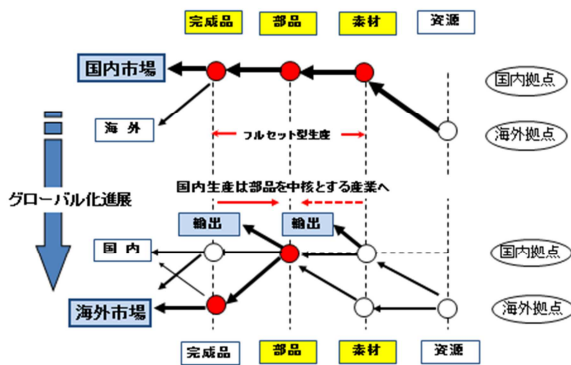 完成品 部品 素材 資源
国内市場
国内拠点
海 外
海外拠点
フルセット型生産
グローバル化進展
国内生産は部品を中核とする産業へ
輸出 輸出
国 内
国内拠点
海外市場
海外拠点
完成品 部品 素材 資源